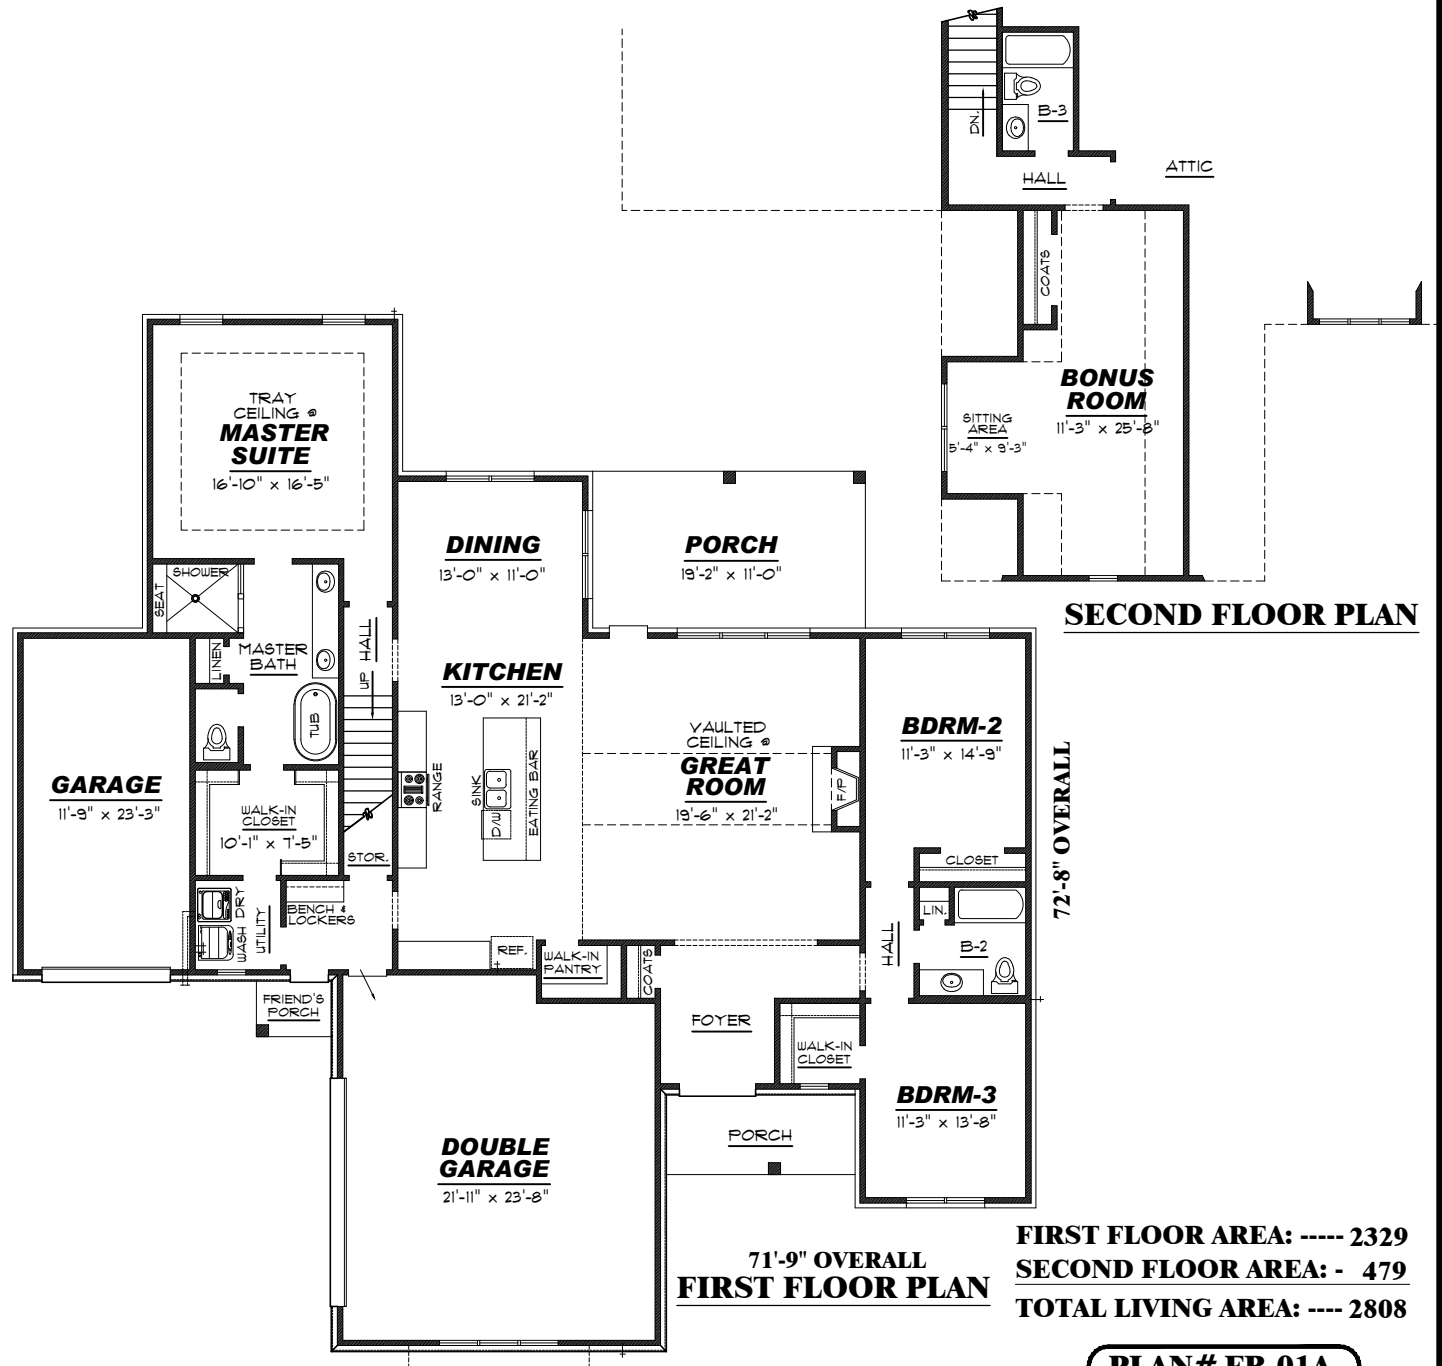 DN.
B-3
HALL
ATTIC
COATS
BONUS
ROOM
11'-3" x 25'-8"
SITTING
AREA
5'-4" x 9'-3"
SECOND FLOOR PLAN
TRAY
CEILING @
MASTER
SUITE
16'-10" x 16'-5"
DINING
13'-0" x 11'-0"
PORCH
19'-2" x 11'-0"
SHOWER
SEAT
LINEN
MASTER
BATH
TUB
UP
HALL
KITCHEN
13'-0" x 21'-2"
VAULTED
CEILING @
GREAT
ROOM
19'-6" x 21'-2"
F/P
BDRM-2
11'-3" x 14'-9"
72'-8" OVERALL
GARAGE
11'-9" x 23'-3"
WALK-IN
CLOSET
10'-1" x 7'-5"
RANGE
SINK
D/W
EATING BAR
STOR.
CLOSET
WASH DRY
UTILITY
BENCH &
LOCKERS
REF.
WALK-IN
PANTRY
COATS
HALL
LIN.
B-2
FRIEND'S
PORCH
FOYER
WALK-IN
CLOSET
BDRM-3
11'-3" x 13'-8"
DOUBLE
GARAGE
21'-11" x 23'-8"
PORCH
71'-9" OVERALL
FIRST FLOOR PLAN
FIRST FLOOR AREA: ----- 2329
SECOND FLOOR AREA: - 479
TOTAL LIVING AREA: ---- 2808
PLAN# FR-01A